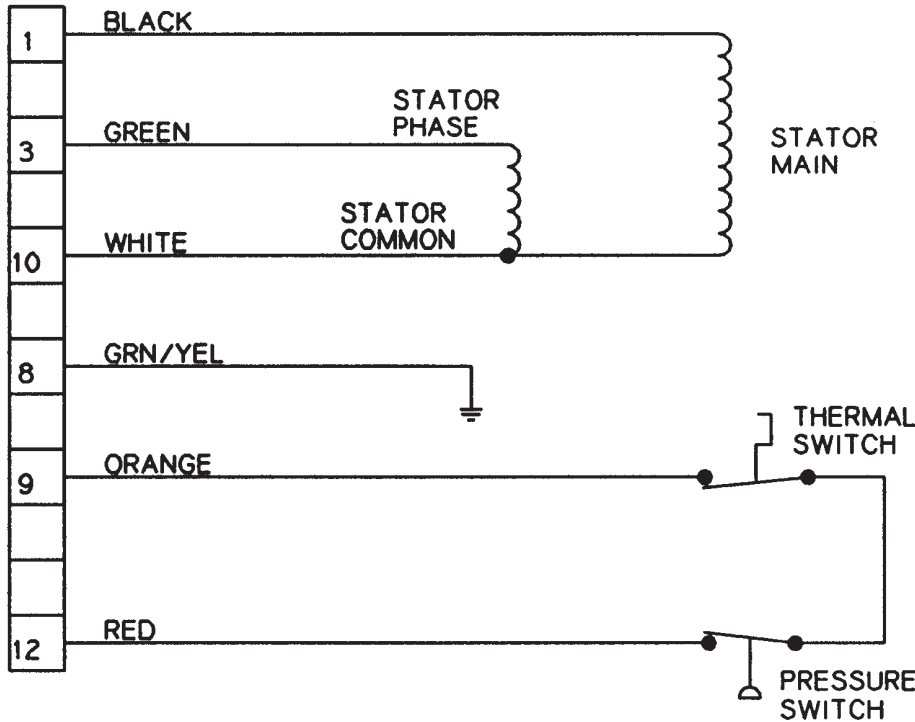 1
BLACK
STATOR
PHASE
3
GREEN
STATOR
MAIN
STATOR
COMMON
10
WHITE
8
GRN/YEL
THERMAL
SWITCH
9
ORANGE
12
RED
PRESSURE
SWITCH